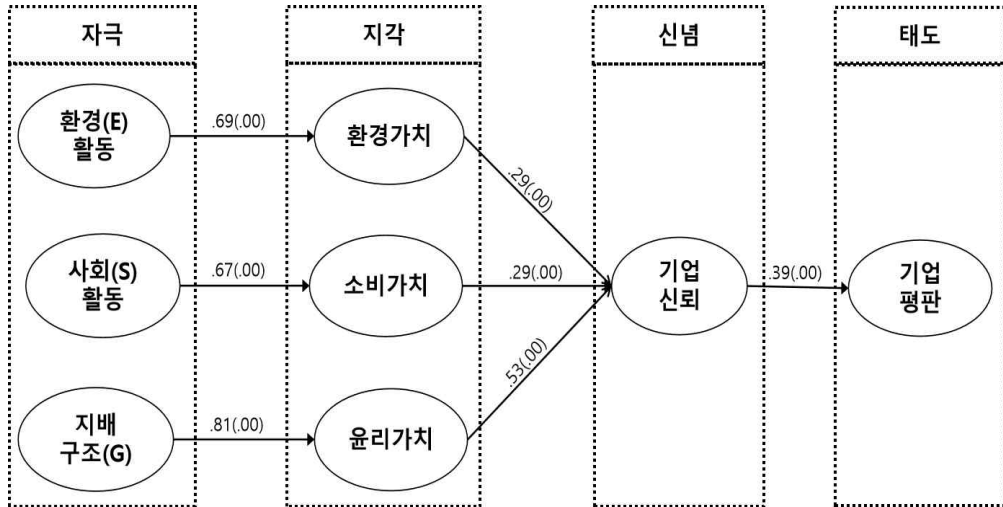 자극
지각
신념
태도
환경(E)
활동
.69(.00)
환경가치
.29(.00)
사회(S)
활동
.67(.00)
소비가치
.29(.00)
기업
신뢰
.39(.00)
기업
평판
.53(.00)
지배
구조(G)
.81(.00)
윤리가치